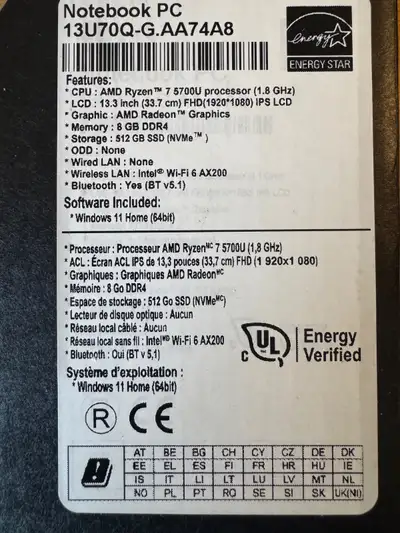 Notebook PC
13U70Q-G.AA74A8
energy
ENERGY STAR
Features:
* CPU : AMD Ryzen™ 7 5700U processor (1.8 GHz)
* LCD : 13.3 inch (33.7 cm) FHD(1920*1080) IPS LCD
* Graphic : AMD Radeon™ Graphics
* Memory : 8 GB DDR4
* Storage : 512 GB SSD (NVMe™ )
* ODD : None
* Wired LAN : None
* Wireless LAN : Intel® Wi-Fi 6 AX200
* Bluetooth : Yes (BT v5.1)
Software Included:
* Windows 11 Home (64bit)
* Processeur : Processeur AMD Ryzenᴹᶜ 7 5700U (1,8 GHz)
* ACL : Écran ACL IPS de 13,3 pouces (33,7 cm) FHD (1 920x1 080)
* Graphiques : Graphiques AMD Radeonᴹᶜ
* Mémoire : 8 Go DDR4
* Espace de stockage : 512 Go SSD (NVMeᴹᶜ)
* Lecteur de disque optique : Aucun
* Réseau local câblé : Aucun
* Réseau local sans fil : Intelᴹᴰ Wi-Fi 6 AX200
* Bluetooth : Oui (BT v 5,1)
Système d'exploitation :
* Windows 11 Home (64bit)
C UL Energy Verified
R CE
AT BE BG CH CY CZ DE DK
EE EL ES FI FR HR HU IE
IS IT LI LT LU LV MT NL
NO PL PT RO SE SI SK UK(NI)